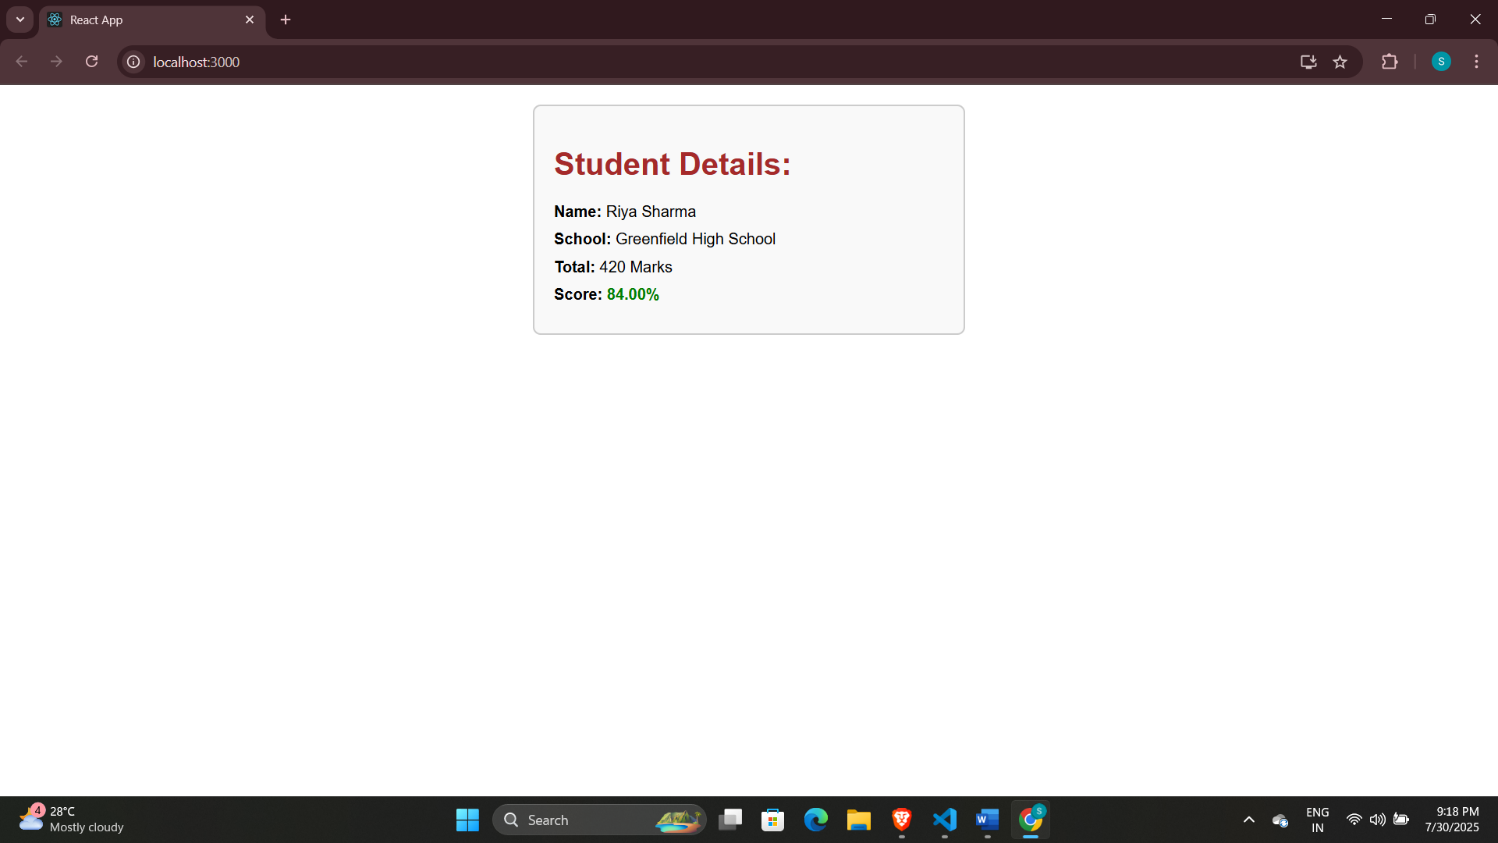 React App
localhost:3000
S
Student Details:
Name: Riya Sharma
School: Greenfield High School
Total: 420 Marks
Score: 84.00%
4
28°C
Mostly cloudy
Search
W
S
ENG
IN
9:18 PM
7/30/2025